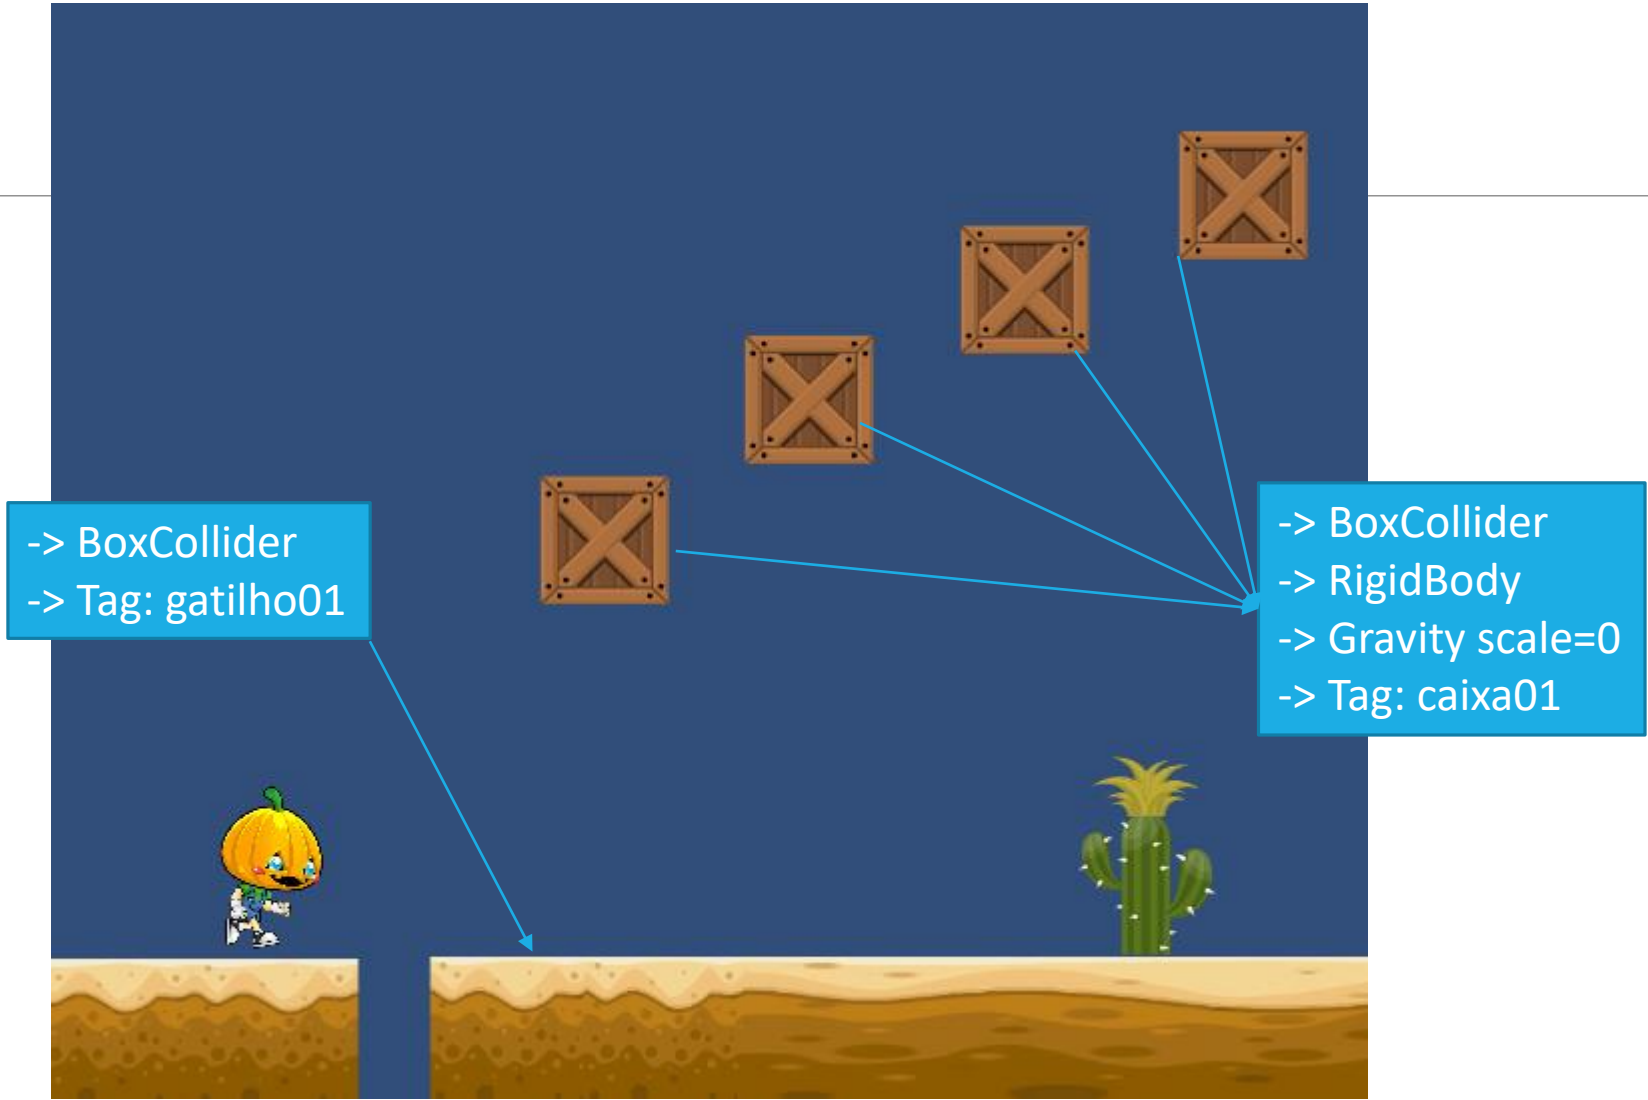 -> BoxCollider
-> Tag: gatilho01
-> BoxCollider
-> RigidBody
-> Gravity scale=0
-> Tag: caixa01